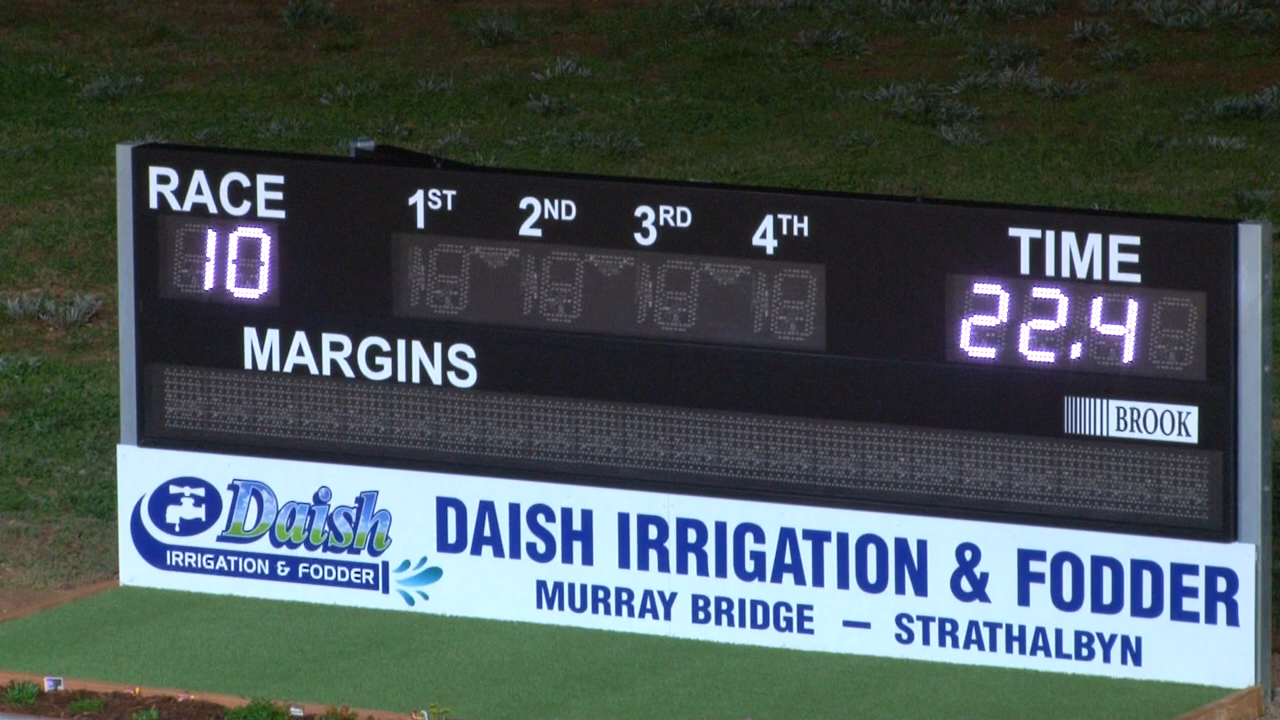 RACE 1ST 2ND 3RD 4TH TIME
10 22.4
MARGINS
BROOK
Daish
IRRIGATION & FODDER
DAISH IRRIGATION & FODDER
MURRAY BRIDGE – STRATHALBYN